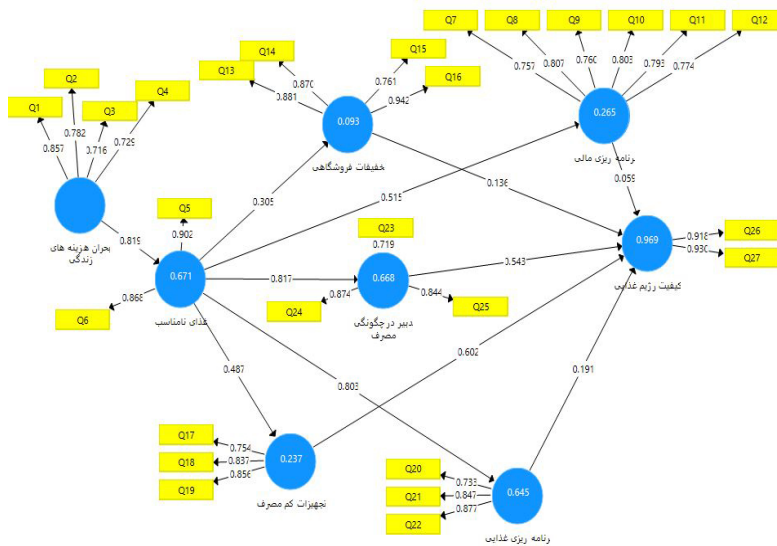 Q7
Q8
Q9
Q10
Q11
Q12
0.757
0.807
0.760
0.803
0.793
0.774
0.265
برنامه ریزی مالی
Q14
Q13
Q15
Q16
0.870
0.881
0.761
0.942
0.093
تخفیفات فروشگاهی
Q2
Q1
Q3
Q4
0.857
0.782
0.716
0.729
بحران هزینه های
زندگی
0.819
0.305
0.515
0.136
0.059
Q5
0.902
0.671
0.868
Q6
غذای نامناسب
Q23
0.719
0.817
0.668
0.874
0.844
Q24
Q25
دبیر در چگونگی
مصرف
0.543
0.969
0.918
0.930
Q26
Q27
کیفیت رژیم غذایی
0.487
0.803
0.602
0.191
Q17
Q18
Q19
0.754
0.837
0.856
0.237
تجهیزات کم مصرف
Q20
Q21
Q22
0.733
0.847
0.877
0.645
برنامه ریزی غذایی